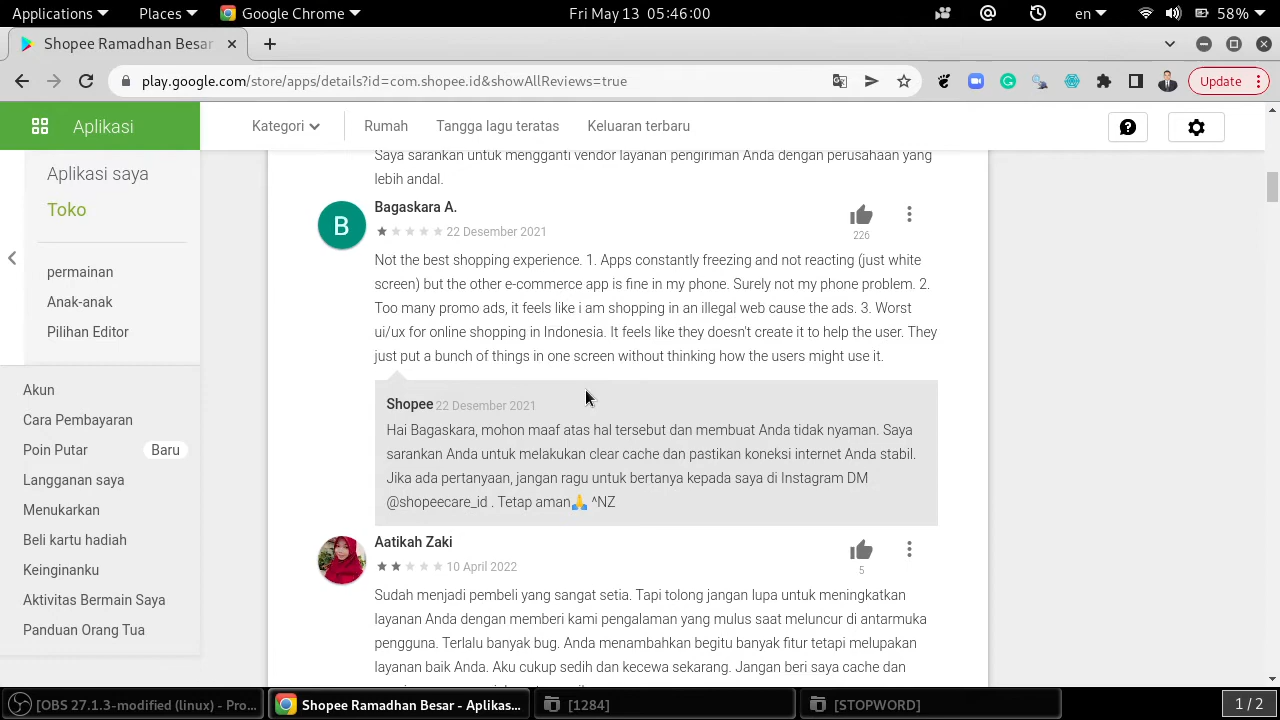 Applications Places Google Chrome Fri May 13 05:46:00 en 58%
Shopee Ramadhan Besar
play.google.com/store/apps/details?id=com.shopee.id&showAllReviews=true Update
Aplikasi Kategori Rumah Tangga lagu teratas Keluaran terbaru
Aplikasi saya
Toko
permainan
Anak-anak
Pilihan Editor
Akun
Cara Pembayaran
Poin Putar Baru
Langganan saya
Menukarkan
Beli kartu hadiah
Keinginanku
Aktivitas Bermain Saya
Panduan Orang Tua
Saya sarankan untuk mengganti vendor layanan pengiriman Anda dengan perusahaan yang
lebih andal.
B
Bagaskara A.
22 Desember 2021
226
Not the best shopping experience. 1. Apps constantly freezing and not reacting (just white
screen) but the other e-commerce app is fine in my phone. Surely not my phone problem. 2.
Too many promo ads, it feels like i am shopping in an illegal web cause the ads. 3. Worst
ui/ux for online shopping in Indonesia. It feels like they doesn't create it to help the user. They
just put a bunch of things in one screen without thinking how the users might use it.
Shopee 22 Desember 2021
Hai Bagaskara, mohon maaf atas hal tersebut dan membuat Anda tidak nyaman. Saya
sarankan Anda untuk melakukan clear cache dan pastikan koneksi internet Anda stabil.
Jika ada pertanyaan, jangan ragu untuk bertanya kepada saya di Instagram DM
@shopeecare_id . Tetap aman🙏 ^NZ
Aatikah Zaki
10 April 2022
5
Sudah menjadi pembeli yang sangat setia. Tapi tolong jangan lupa untuk meningkatkan
layanan Anda dengan memberi kami pengalaman yang mulus saat meluncur di antarmuka
pengguna. Terlalu banyak bug. Anda menambahkan begitu banyak fitur tetapi melupakan
layanan baik Anda. Aku cukup sedih dan kecewa sekarang. Jangan beri saya cache dan
[OBS 27.1.3-modified (linux) - Pro... Shopee Ramadhan Besar - Aplikas... [1284] [STOPWORD] 1 / 2